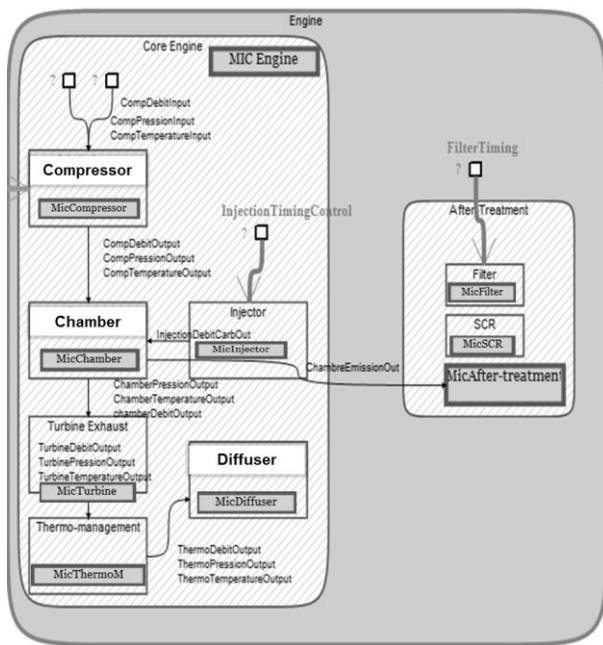 Engine
Core Engine
MIC Engine
?
?
CompDebitInput
CompPressionInput
CompTemperatureInput
Compressor
MicCompressor
CompDebitOutput
CompPressionOutput
CompTemperatureOutput
InjectionTimingControl
?
Chamber
MicChamber
Injector
InjectionDebitCarbOut
MicInjector
ChambreEmissionOut
ChamberPressionOutput
ChamberTemperatureOutput
chamberDebitOutput
Turbine Exhaust
TurbineDebitOutput
TurbinePressionOutput
TurbineTemperatureOutput
MicTurbine
Thermo-management
MicThermoM
Diffuser
MicDiffuser
ThermoDebitOutput
ThermoPressionOutput
ThermoTemperatureOutput
FilterTiming
?
After-Treatment
Filter
MicFilter
SCR
MicSCR
MicAfter-treatment